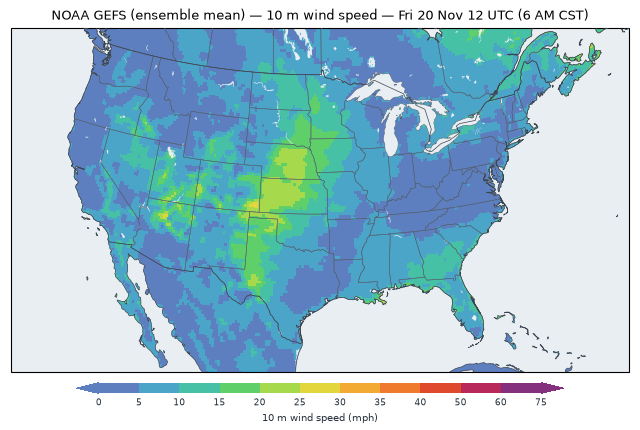 NOAA GEFS (ensemble mean) — 10 m wind speed — Fri 20 Nov 12 UTC (6 AM CST)
0 5 10 15 20 25 30 35 40 50 60 75
10 m wind speed (mph)